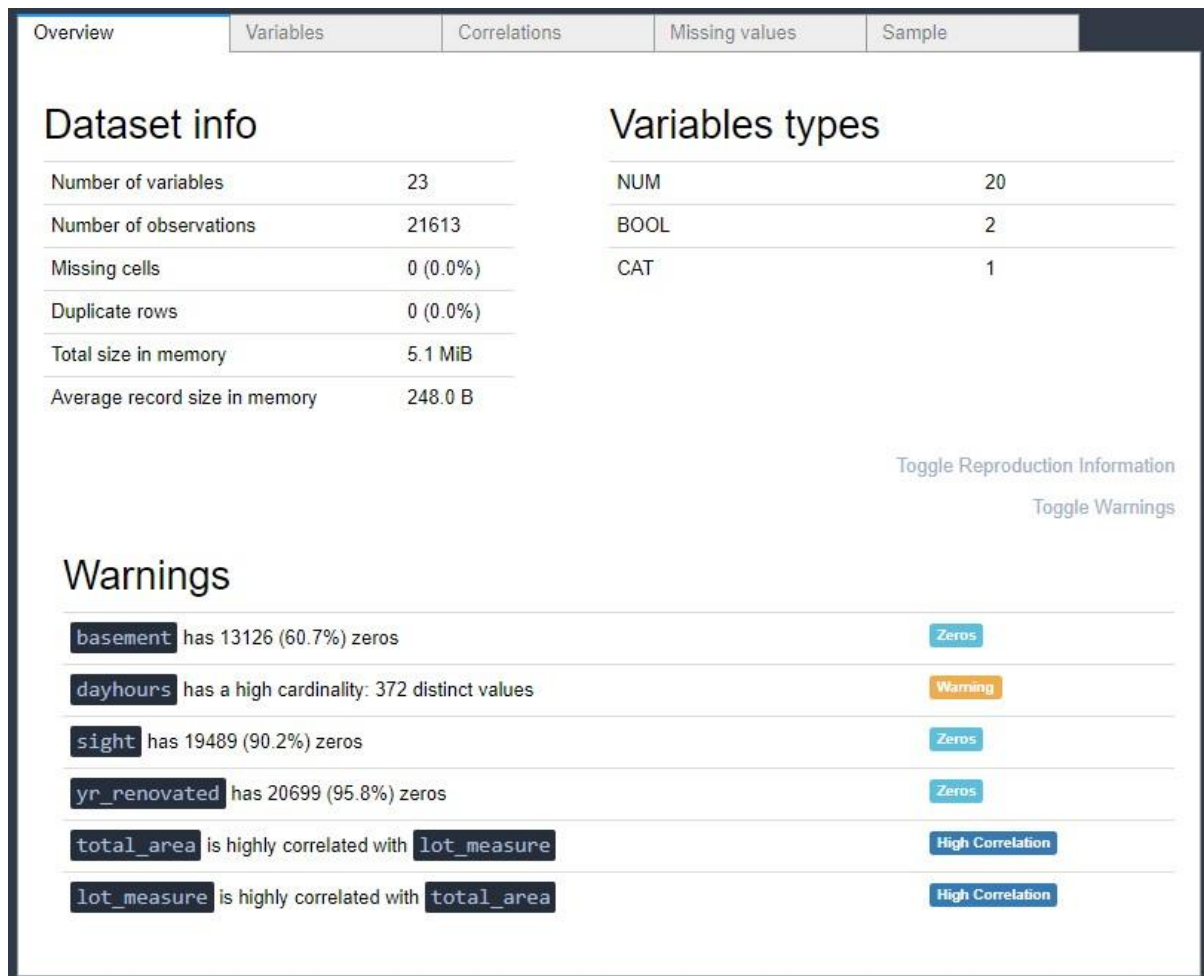 Overview Variables Correlations Missing values Sample
Dataset info
Number of variables 23
Number of observations 21613
Missing cells 0 (0.0%)
Duplicate rows 0 (0.0%)
Total size in memory 5.1 MiB
Average record size in memory 248.0 B
Variables types
NUM 20
BOOL 2
CAT 1
Toggle Reproduction Information
Toggle Warnings
Warnings
basement has 13126 (60.7%) zeros Zeros
dayhours has a high cardinality: 372 distinct values Warning
sight has 19489 (90.2%) zeros Zeros
yr_renovated has 20699 (95.8%) zeros Zeros
total_area is highly correlated with lot_measure High Correlation
lot_measure is highly correlated with total_area High Correlation